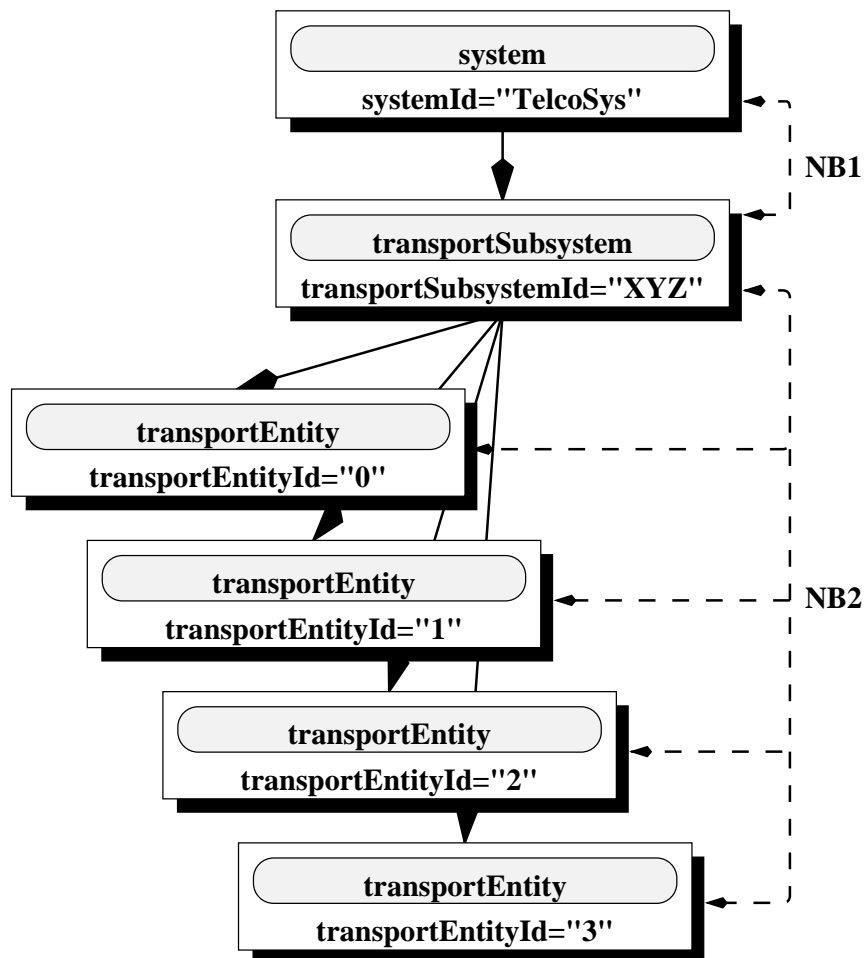 system
systemId="TelcoSys"
NB1
transportSubsystem
transportSubsystemId="XYZ"
transportEntity
transportEntityId="0"
transportEntity
transportEntityId="1"
NB2
transportEntity
transportEntityId="2"
transportEntity
transportEntityId="3"